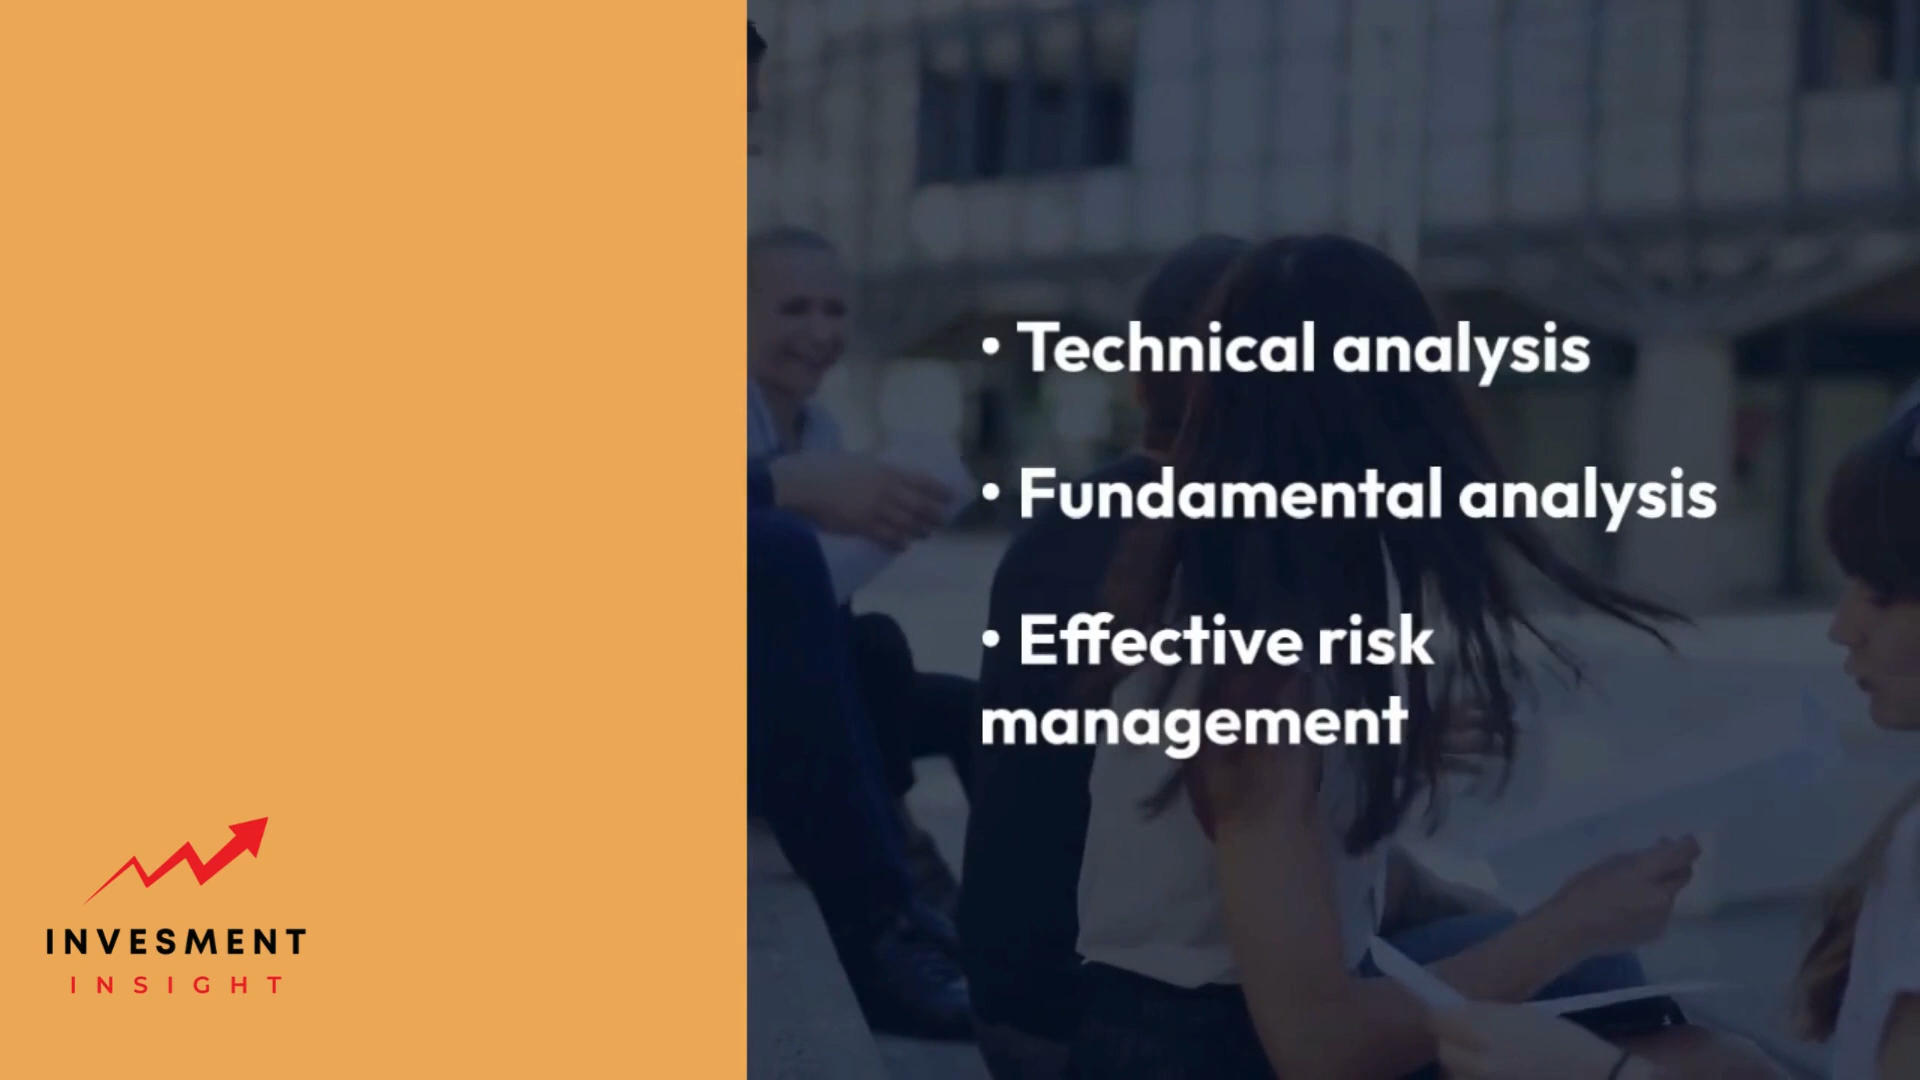 • Technical analysis
• Fundamental analysis
• Effective risk
management
INVESMENT
INSIGHT